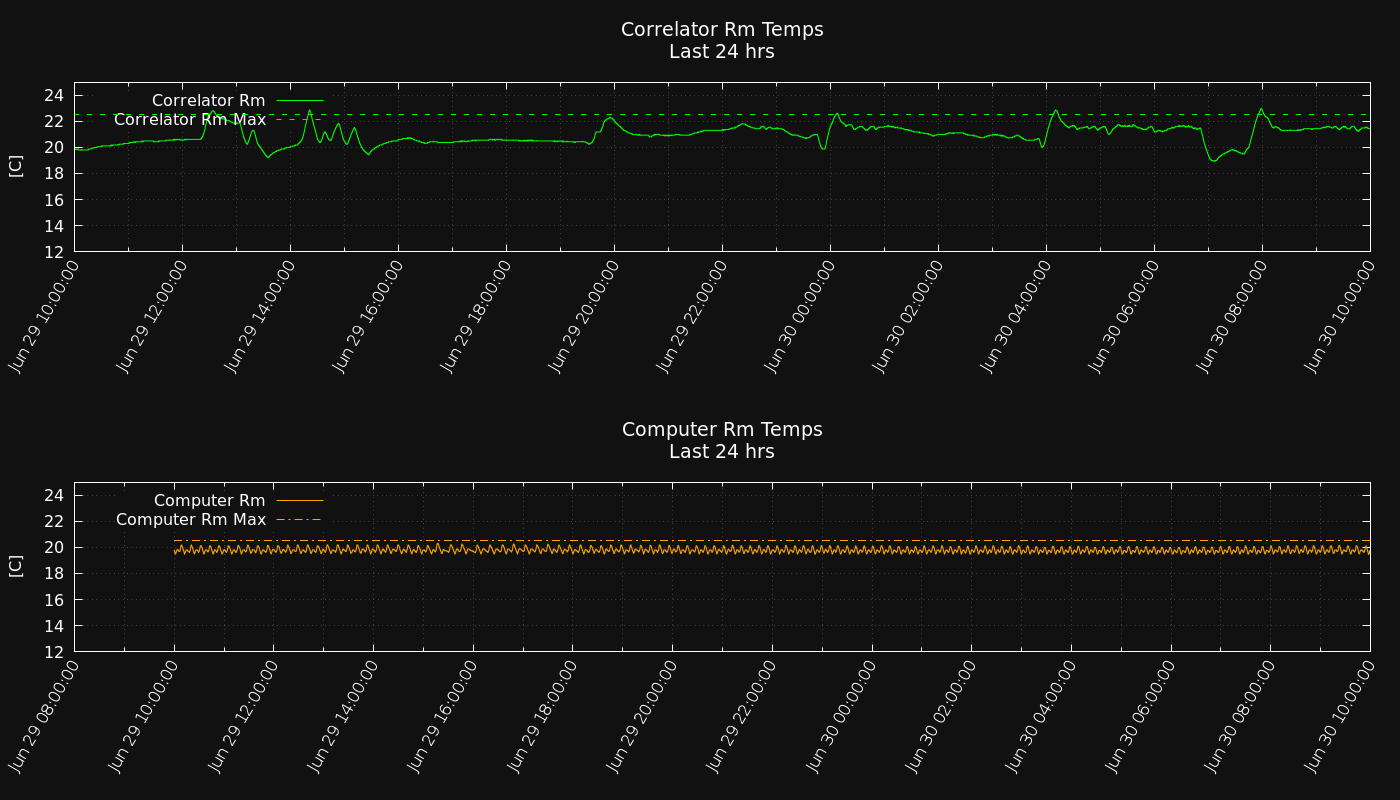 Correlator Rm Temps
Last 24 hrs
Correlator Rm
Correlator Rm Max
[C]
24
22
20
18
16
14
12
Jun 29 10:00:00
Jun 29 12:00:00
Jun 29 14:00:00
Jun 29 16:00:00
Jun 29 18:00:00
Jun 29 20:00:00
Jun 29 22:00:00
Jun 30 00:00:00
Jun 30 02:00:00
Jun 30 04:00:00
Jun 30 06:00:00
Jun 30 08:00:00
Jun 30 10:00:00
Computer Rm Temps
Last 24 hrs
Computer Rm
Computer Rm Max
[C]
24
22
20
18
16
14
12
Jun 29 08:00:00
Jun 29 10:00:00
Jun 29 12:00:00
Jun 29 14:00:00
Jun 29 16:00:00
Jun 29 18:00:00
Jun 29 20:00:00
Jun 29 22:00:00
Jun 30 00:00:00
Jun 30 02:00:00
Jun 30 04:00:00
Jun 30 06:00:00
Jun 30 08:00:00
Jun 30 10:00:00